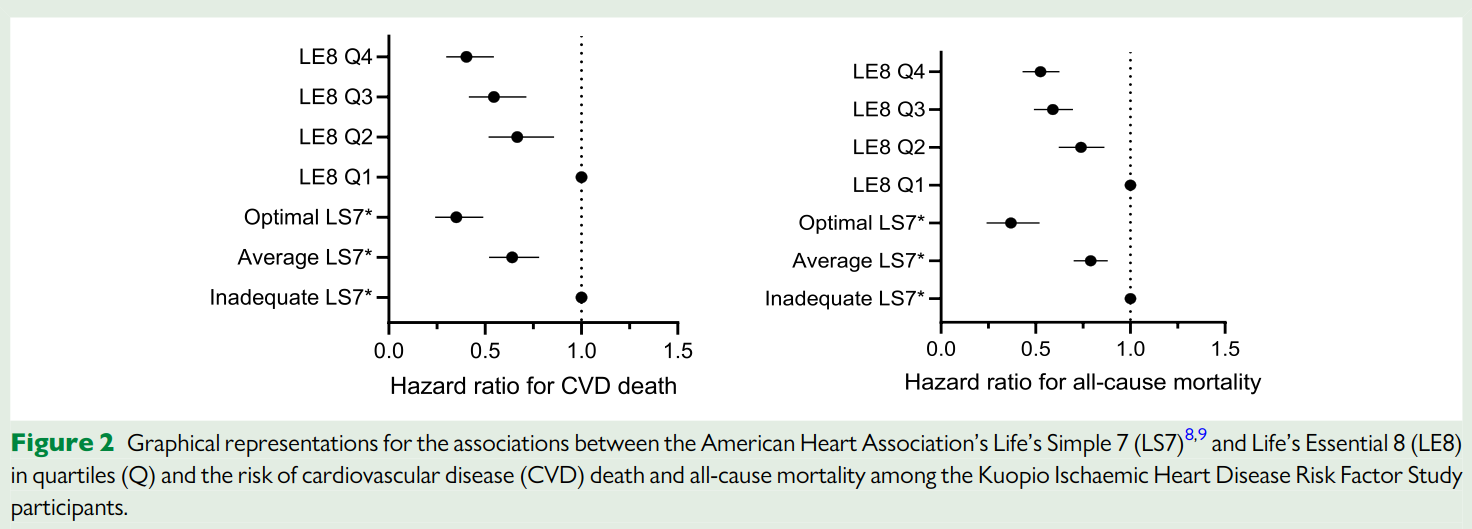 LE8 Q4
LE8 Q3
LE8 Q2
LE8 Q1
Optimal LS7*
Average LS7*
Inadequate LS7*
0.0 0.5 1.0 1.5
Hazard ratio for CVD death
LE8 Q4
LE8 Q3
LE8 Q2
LE8 Q1
Optimal LS7*
Average LS7*
Inadequate LS7*
0.0 0.5 1.0 1.5
Hazard ratio for all-cause mortality
Figure 2 Graphical representations for the associations between the American Heart Association's Life's Simple 7 (LS7)8,9 and Life's Essential 8 (LE8)
in quartiles (Q) and the risk of cardiovascular disease (CVD) death and all-cause mortality among the Kuopio Ischaemic Heart Disease Risk Factor Study
participants.